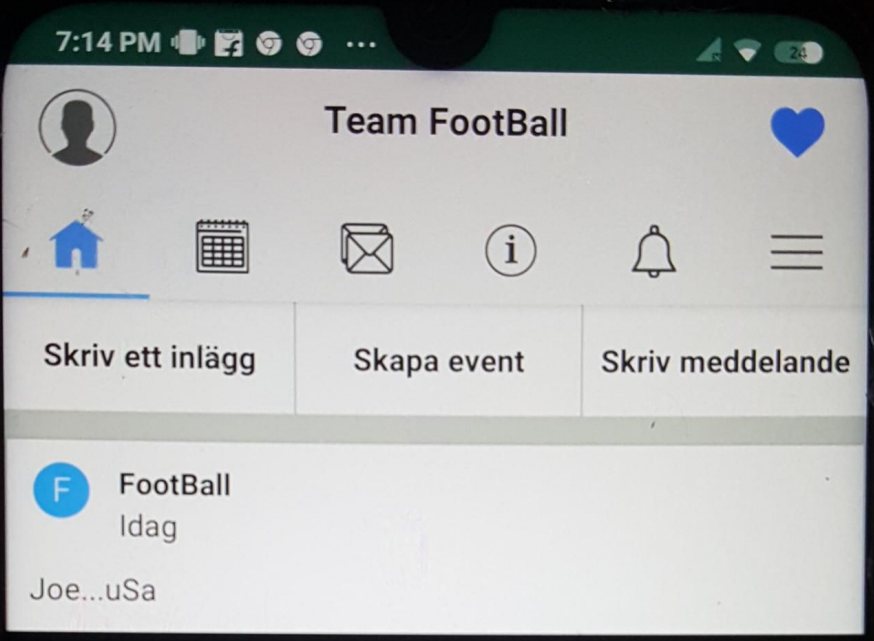 7:14 PM
24
Team FootBall
Skriv ett inlägg
Skapa event
Skriv meddelande
F
FootBall
Idag
Joe...uSa